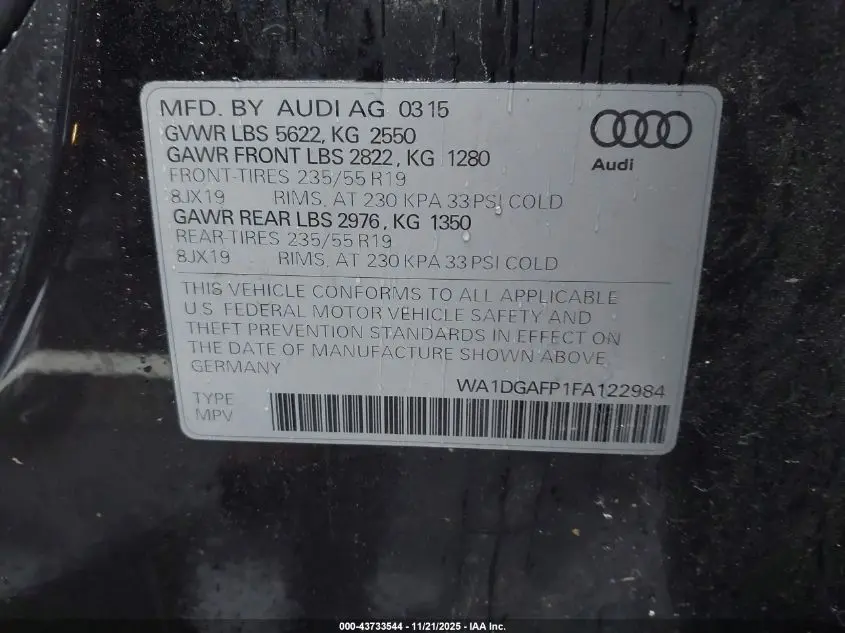 MFD. BY AUDI AG 03 15
GVWR LBS 5622, KG 2550
GAWR FRONT LBS 2822, KG 1280
FRONT-TIRES 235/55 R19
8JX19 RIMS, AT 230 KPA 33 PSI COLD
GAWR REAR LBS 2976, KG 1350
REAR-TIRES 235/55 R19
8JX19 RIMS, AT 230 KPA 33 PSI COLD
Audi
THIS VEHICLE CONFORMS TO ALL APPLICABLE
U.S. FEDERAL MOTOR VEHICLE SAFETY AND
THEFT PREVENTION STANDARDS IN EFFECT ON
THE DATE OF MANUFACTURE SHOWN ABOVE.
GERMANY
WA1DGAFP1FA122984
TYPE
MPV
000-43733544 — 11/21/2025 — WA1 - IAA Inc.